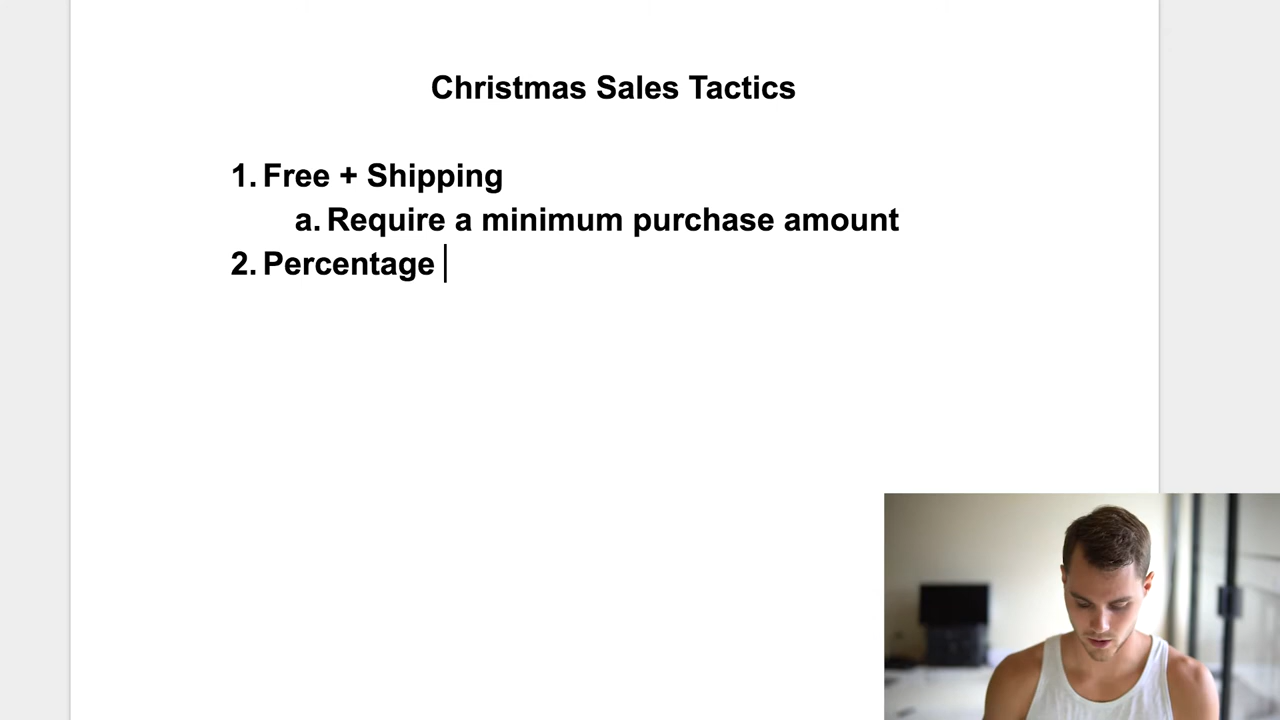 Christmas Sales Tactics
1. Free + Shipping
a. Require a minimum purchase amount
2. Percentage